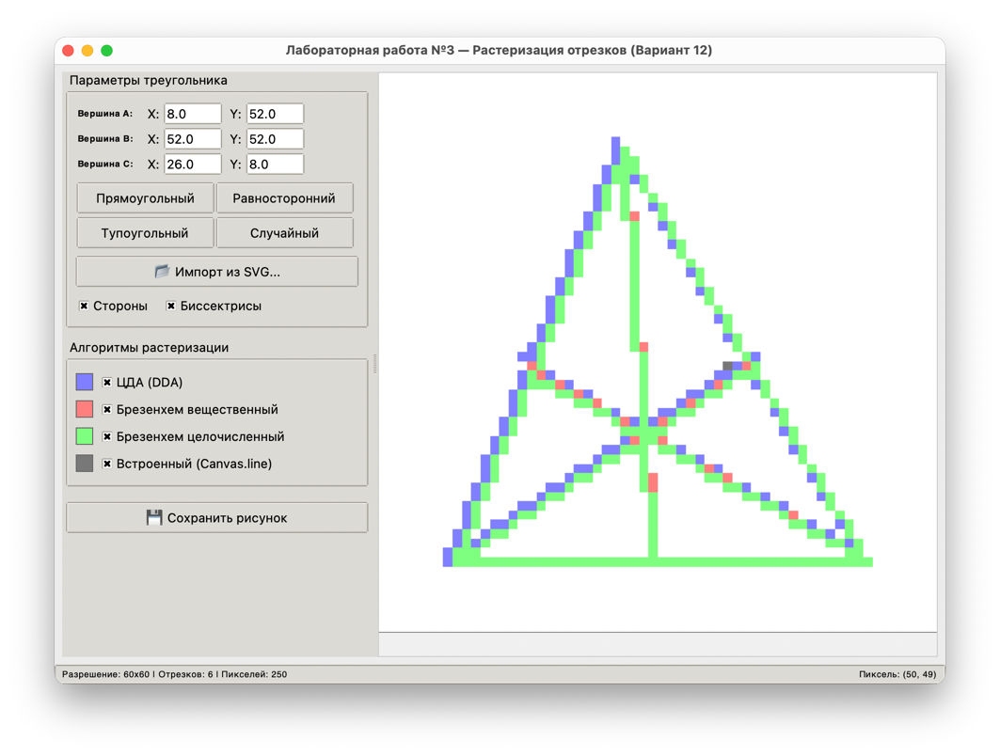 Лабораторная работа №3 — Растеризация отрезков (Вариант 12)
Параметры треугольника
Вершина A: X: 8.0 Y: 52.0
Вершина B: X: 52.0 Y: 52.0
Вершина C: X: 26.0 Y: 8.0
Прямоугольный Равносторонний
Тупоугольный Случайный
Импорт из SVG...
Стороны Биссектрисы
Алгоритмы растеризации
ЦДА (DDA)
Брезенхем вещественный
Брезенхем целочисленный
Встроенный (Canvas.line)
Сохранить рисунок
Разрешение: 60x60 | Отрезков: 6 | Пикселей: 250 Пиксель: (50, 49)